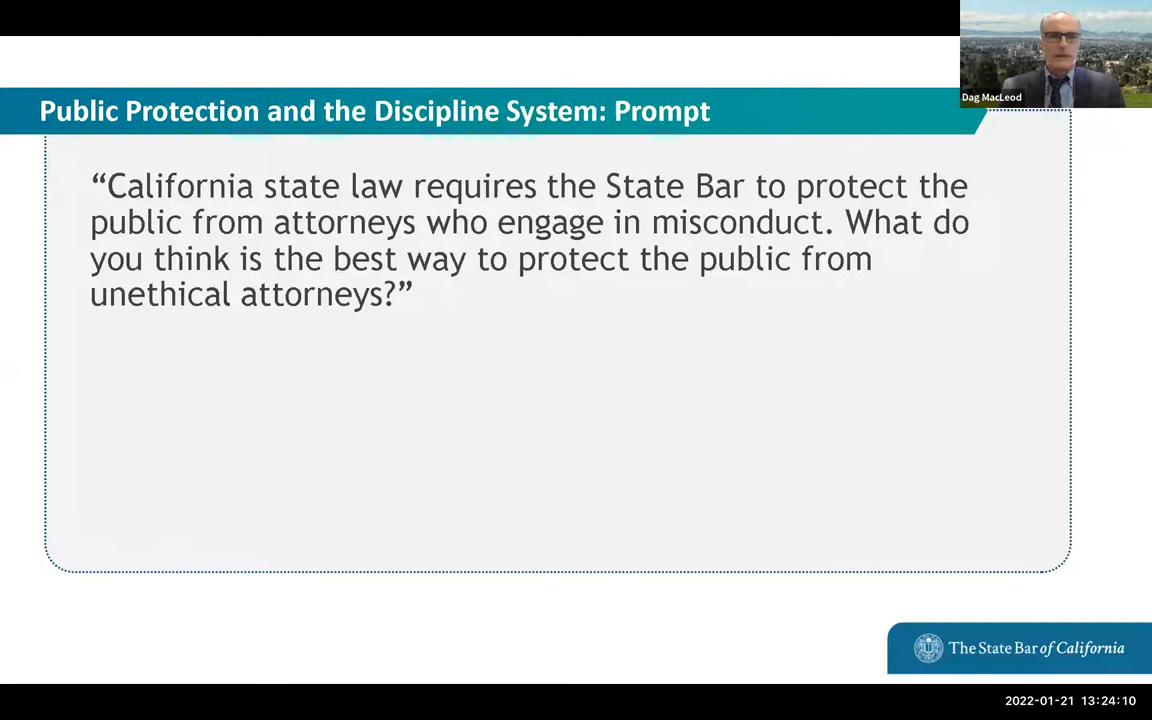 Dag MacLeod
Public Protection and the Discipline System: Prompt
“California state law requires the State Bar to protect the
public from attorneys who engage in misconduct. What do
you think is the best way to protect the public from
unethical attorneys?”
The State Bar of California
2022-01-21 13:24:10